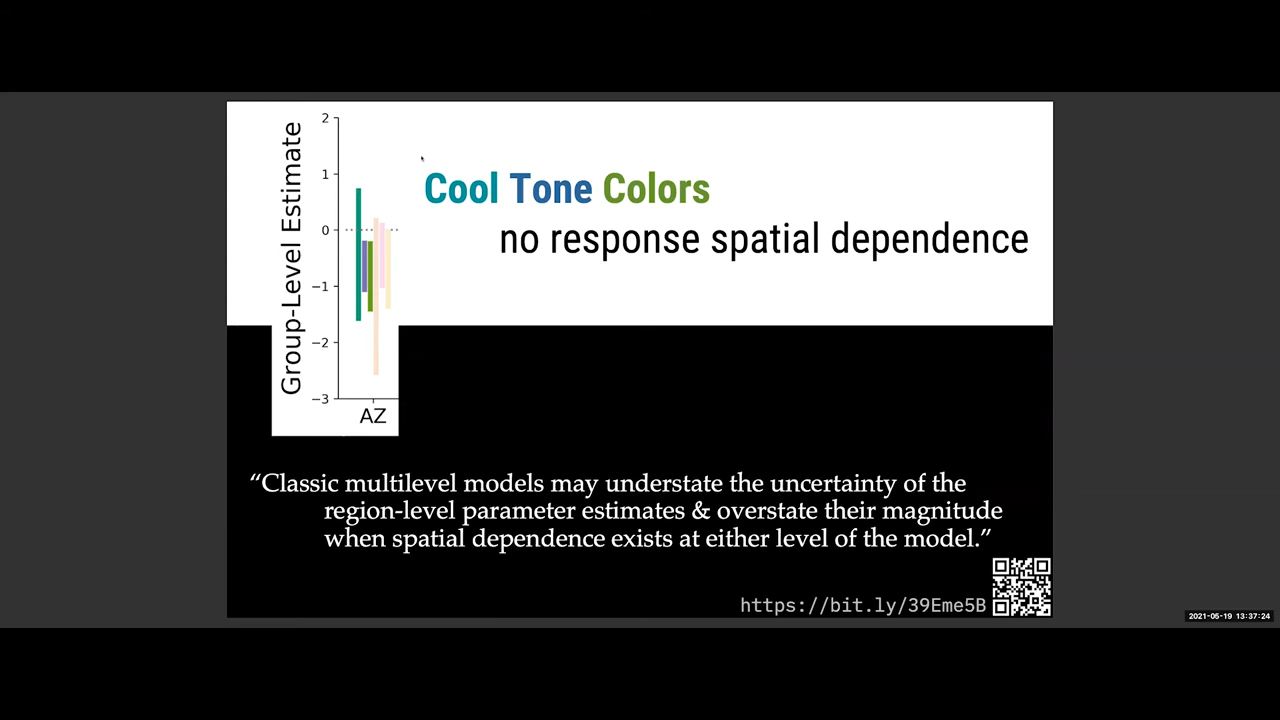 Group-Level Estimate
2
1
0
−1
−2
−3
AZ
Cool Tone Colors
no response spatial dependence
“Classic multilevel models may understate the uncertainty of the
region-level parameter estimates & overstate their magnitude
when spatial dependence exists at either level of the model.”
https://bit.ly/39Eme5B
2021-05-19 13:37:24